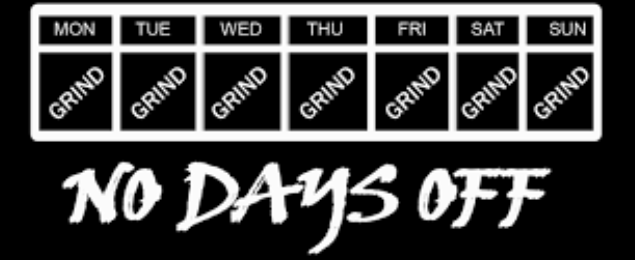 MON TUE WED THU FRI SAT SUN
GRIND GRIND GRIND GRIND GRIND GRIND GRIND
NO DAYS OFF